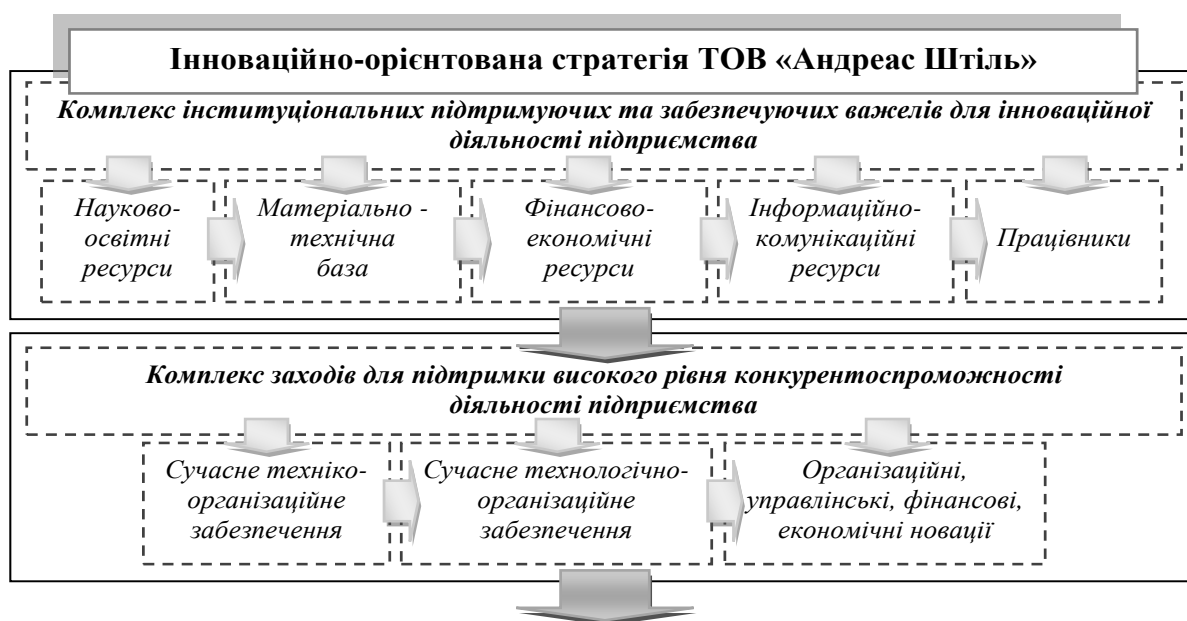 Інноваційно-орієнтована стратегія ТОВ «Андреас Штіль»
Комплекс інституціональних підтримуючих та забезпечуючих важелів для інноваційної
діяльності підприємства
Науково-
освітні
ресурси
Матеріально -
технічна
база
Фінансово-
економічні
ресурси
Інформаційно-
комунікаційні
ресурси
Працівники
Комплекс заходів для підтримки високого рівня конкурентоспроможності
діяльності підприємства
Сучасне техніко-
організаційне
забезпечення
Сучасне технологічно-
організаційне
забезпечення
Організаційні,
управлінські, фінансові,
економічні новації